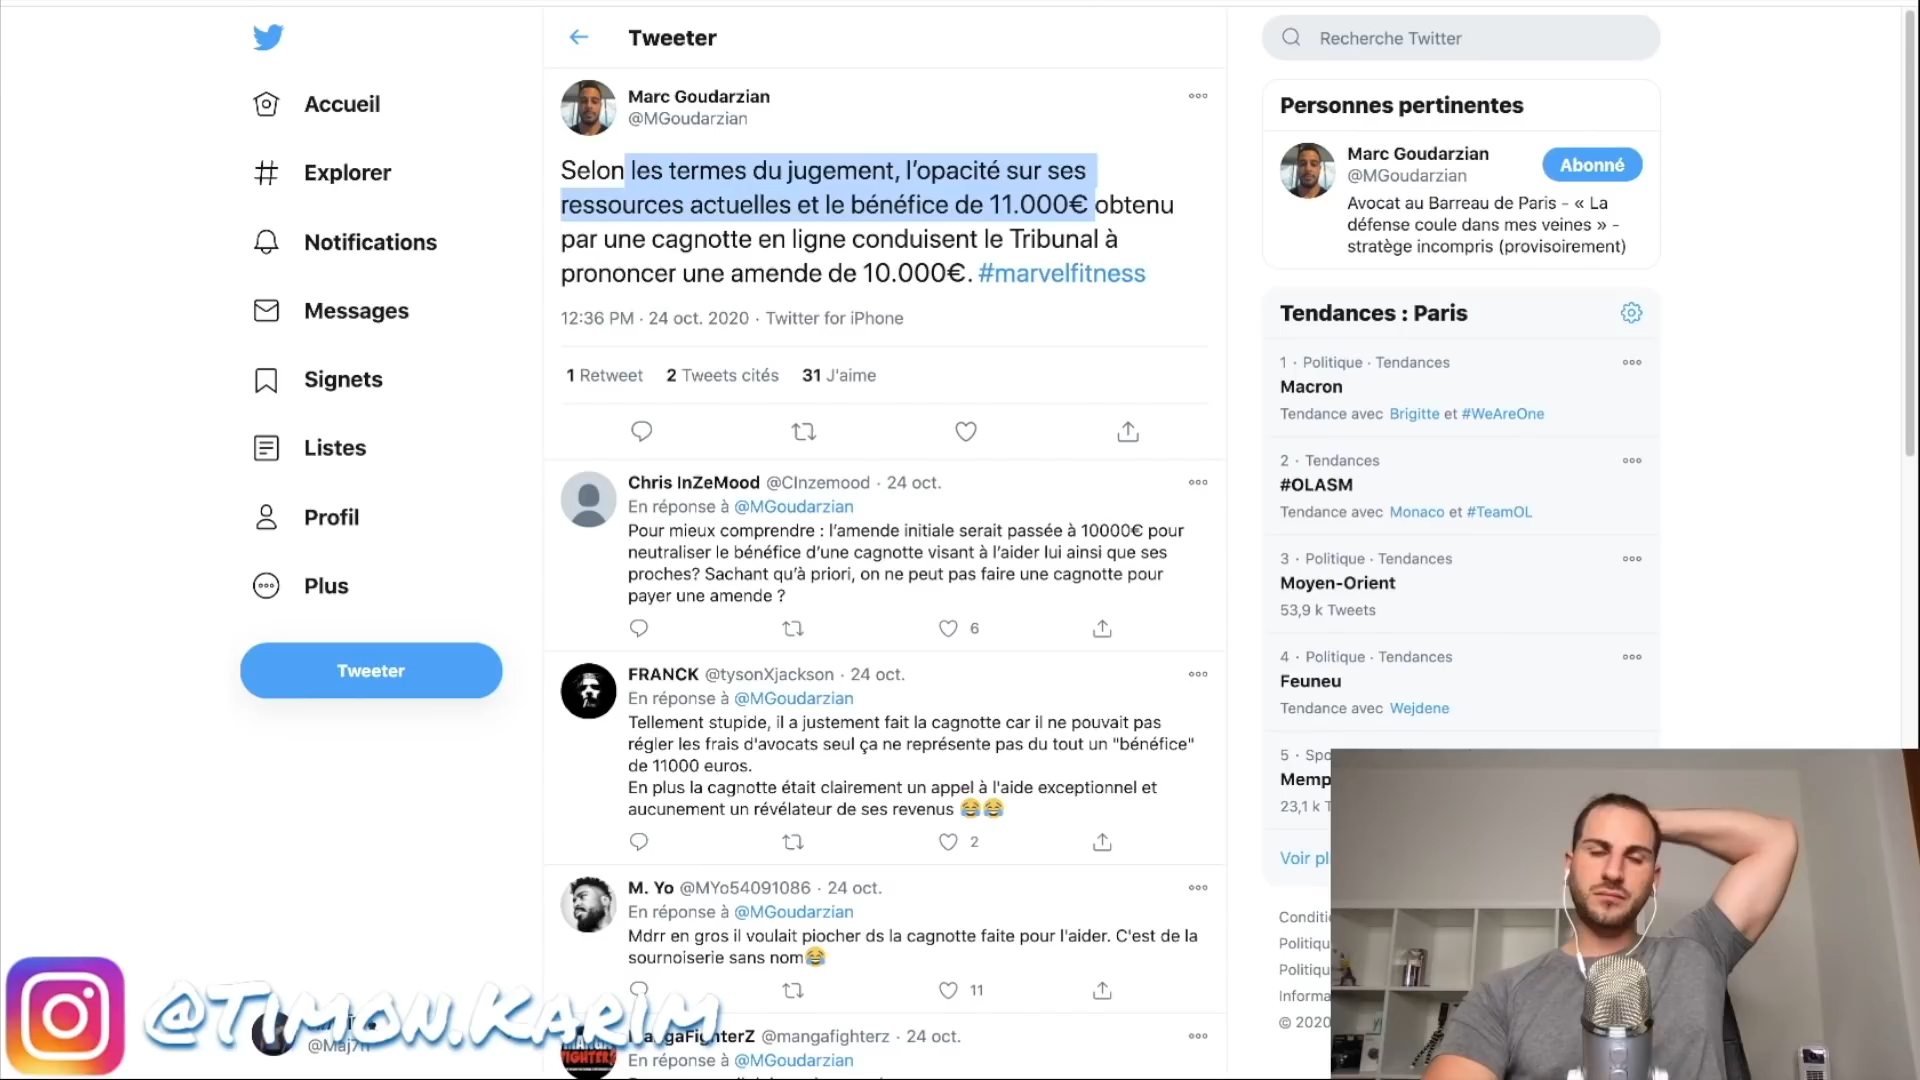 Tweeter
Recherche Twitter
Accueil
Explorer
Notifications
Messages
Signets
Listes
Profil
Plus
Tweeter
Marc Goudarzian
@MGoudarzian
Selon les termes du jugement, l'opacité sur ses
ressources actuelles et le bénéfice de 11.000€ obtenu
par une cagnotte en ligne conduisent le Tribunal à
prononcer une amende de 10.000€. #marvelfitness
12:36 PM · 24 oct. 2020 · Twitter for iPhone
1 Retweet 2 Tweets cités 31 J'aime
Chris InZeMood @CInzemood · 24 oct.
En réponse à @MGoudarzian
Pour mieux comprendre : l'amende initiale serait passée à 10000€ pour
neutraliser le bénéfice d'une cagnotte visant à l'aider lui ainsi que ses
proches? Sachant qu'à priori, on ne peut pas faire une cagnotte pour
payer une amende ?
6
FRANCK @tysonXjackson · 24 oct.
En réponse à @MGoudarzian
Tellement stupide, il a justement fait la cagnotte car il ne pouvait pas
régler les frais d'avocats seul ça ne représente pas du tout un "bénéfice"
de 11000 euros.
En plus la cagnotte était clairement un appel à l'aide exceptionnel et
aucunement un révélateur de ses revenus 😂😂
2
M. Yo @MYo54091086 · 24 oct.
En réponse à @MGoudarzian
Mdrr en gros il voulait piocher ds la cagnotte faite pour l'aider. C'est de la
sournoiserie sans nom😂
11
@mangafighterz · 24 oct.
En réponse à @MGoudarzian
Personnes pertinentes
Marc Goudarzian
@MGoudarzian
Abonné
Avocat au Barreau de Paris - « La
défense coule dans mes veines » -
stratège incompris (provisoirement)
Tendances : Paris
1 · Politique · Tendances
Macron
Tendance avec Brigitte et #WeAreOne
2 · Tendances
#OLASM
Tendance avec Monaco et #TeamOL
3 · Politique · Tendances
Moyen-Orient
53,9 k Tweets
4 · Politique · Tendances
Feuneu
Tendance avec Wejdene
5 · Spo
Memp
23,1 k T
Voir pl
Conditi
Politiqu
Politiqu
Informa
© 2020
@Timon.Karim